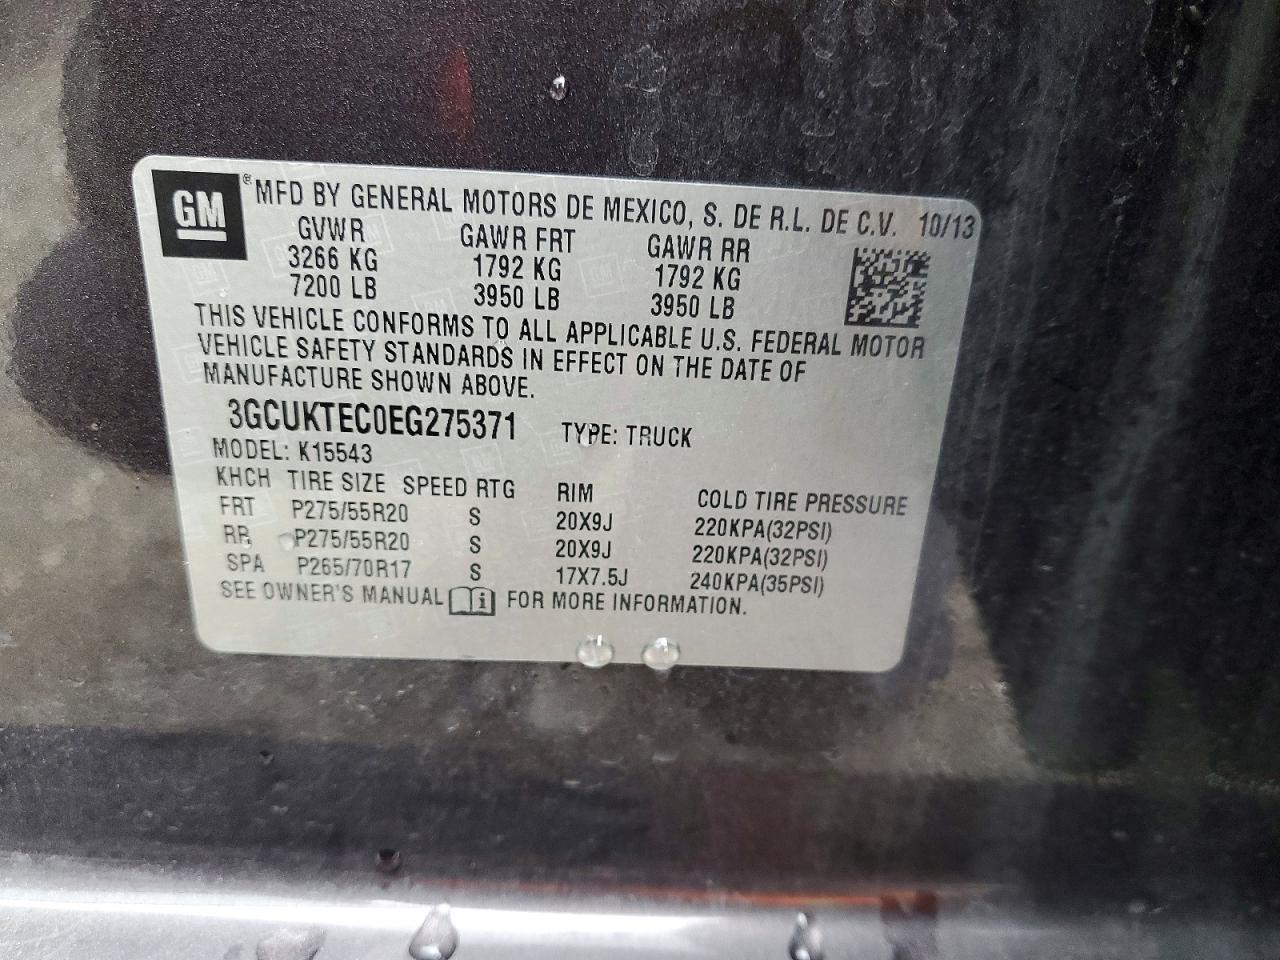 GM ® MFD BY GENERAL MOTORS DE MEXICO, S. DE R.L. DE C.V. 10/13
GVWR GAWR FRT GAWR RR
3266 KG 1792 KG 1792 KG
7200 LB 3950 LB 3950 LB
THIS VEHICLE CONFORMS TO ALL APPLICABLE U.S. FEDERAL MOTOR
VEHICLE SAFETY STANDARDS IN EFFECT ON THE DATE OF
MANUFACTURE SHOWN ABOVE.
3GCUKTEC0EG275371 TYPE: TRUCK
MODEL: K15543
KHCH TIRE SIZE SPEED RTG RIM COLD TIRE PRESSURE
FRT P275/55R20 S 20X9J 220KPA(32PSI)
RR P275/55R20 S 20X9J 220KPA(32PSI)
SPA P265/70R17 S 17X7.5J 240KPA(35PSI)
SEE OWNER'S MANUAL i FOR MORE INFORMATION.